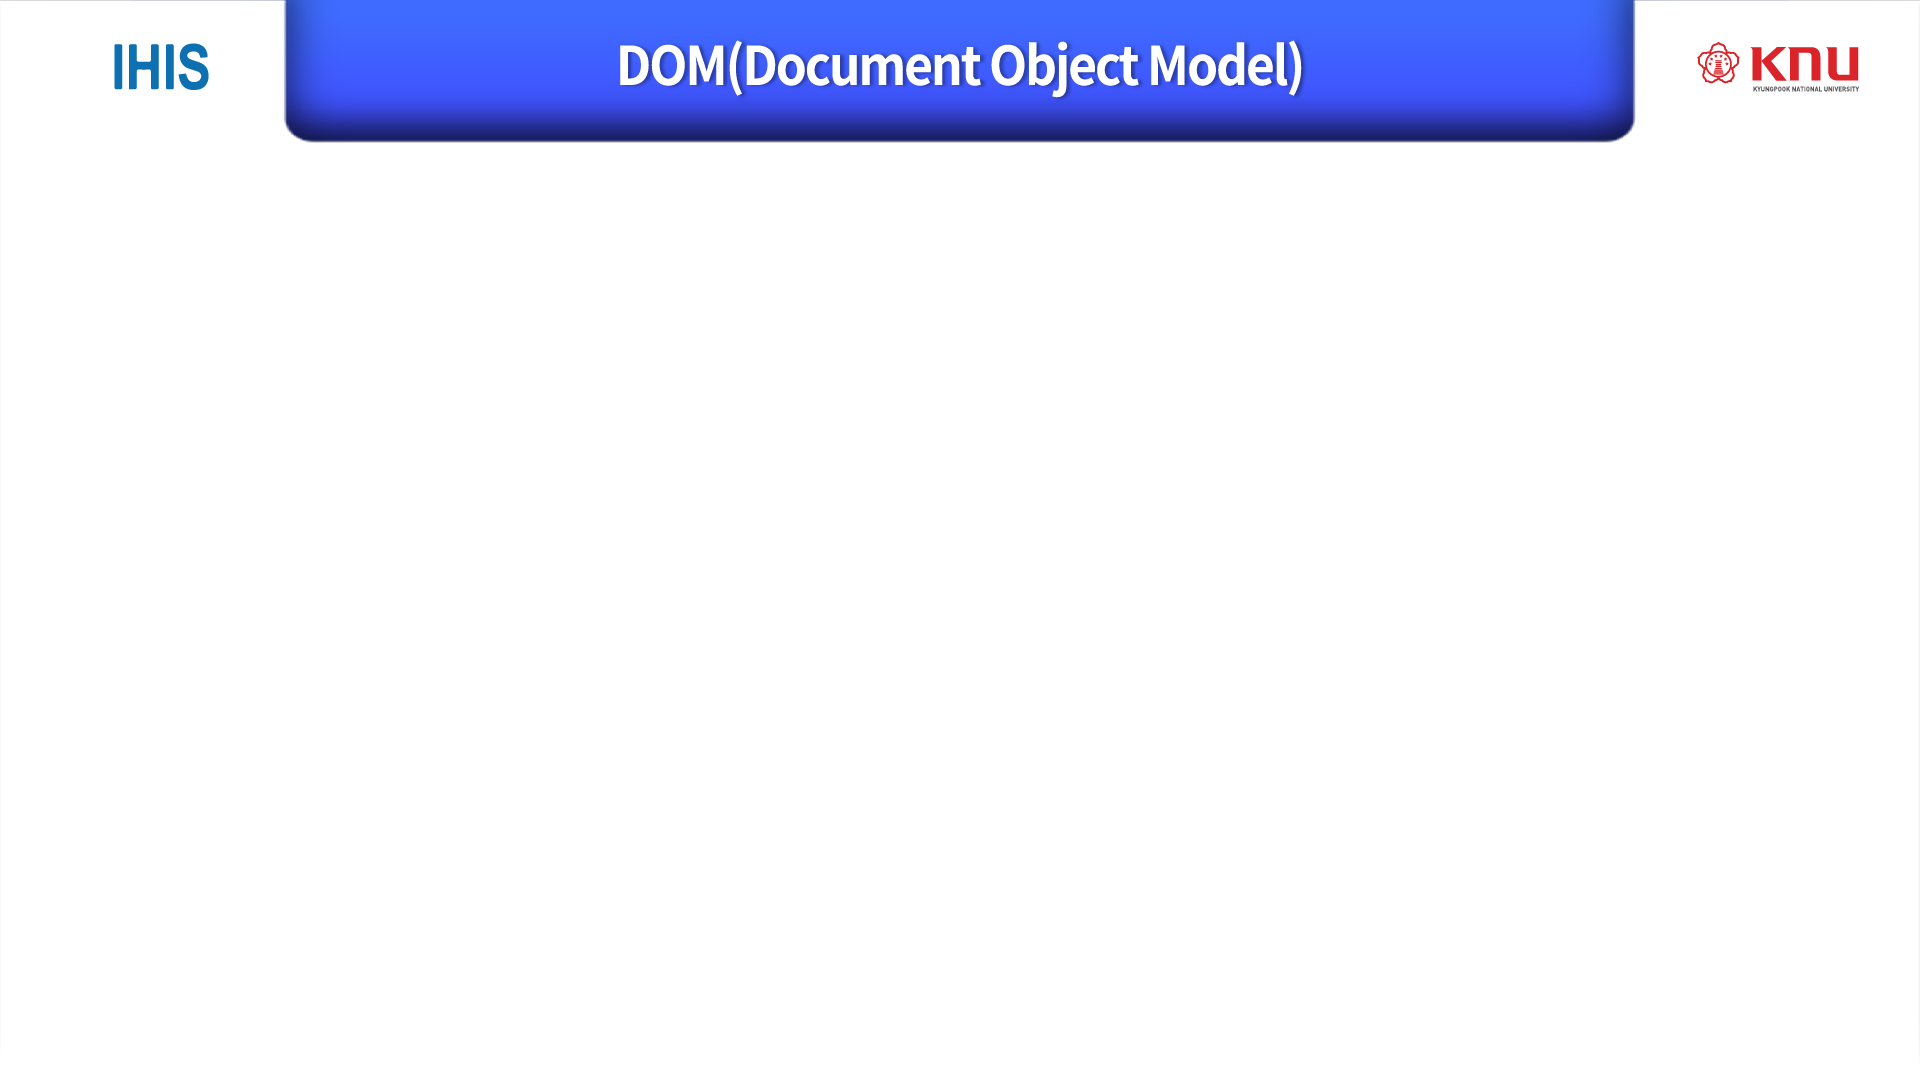 IHIS
DOM(Document Object Model)
KNU
KYUNGPOOK NATIONAL UNIVERSITY